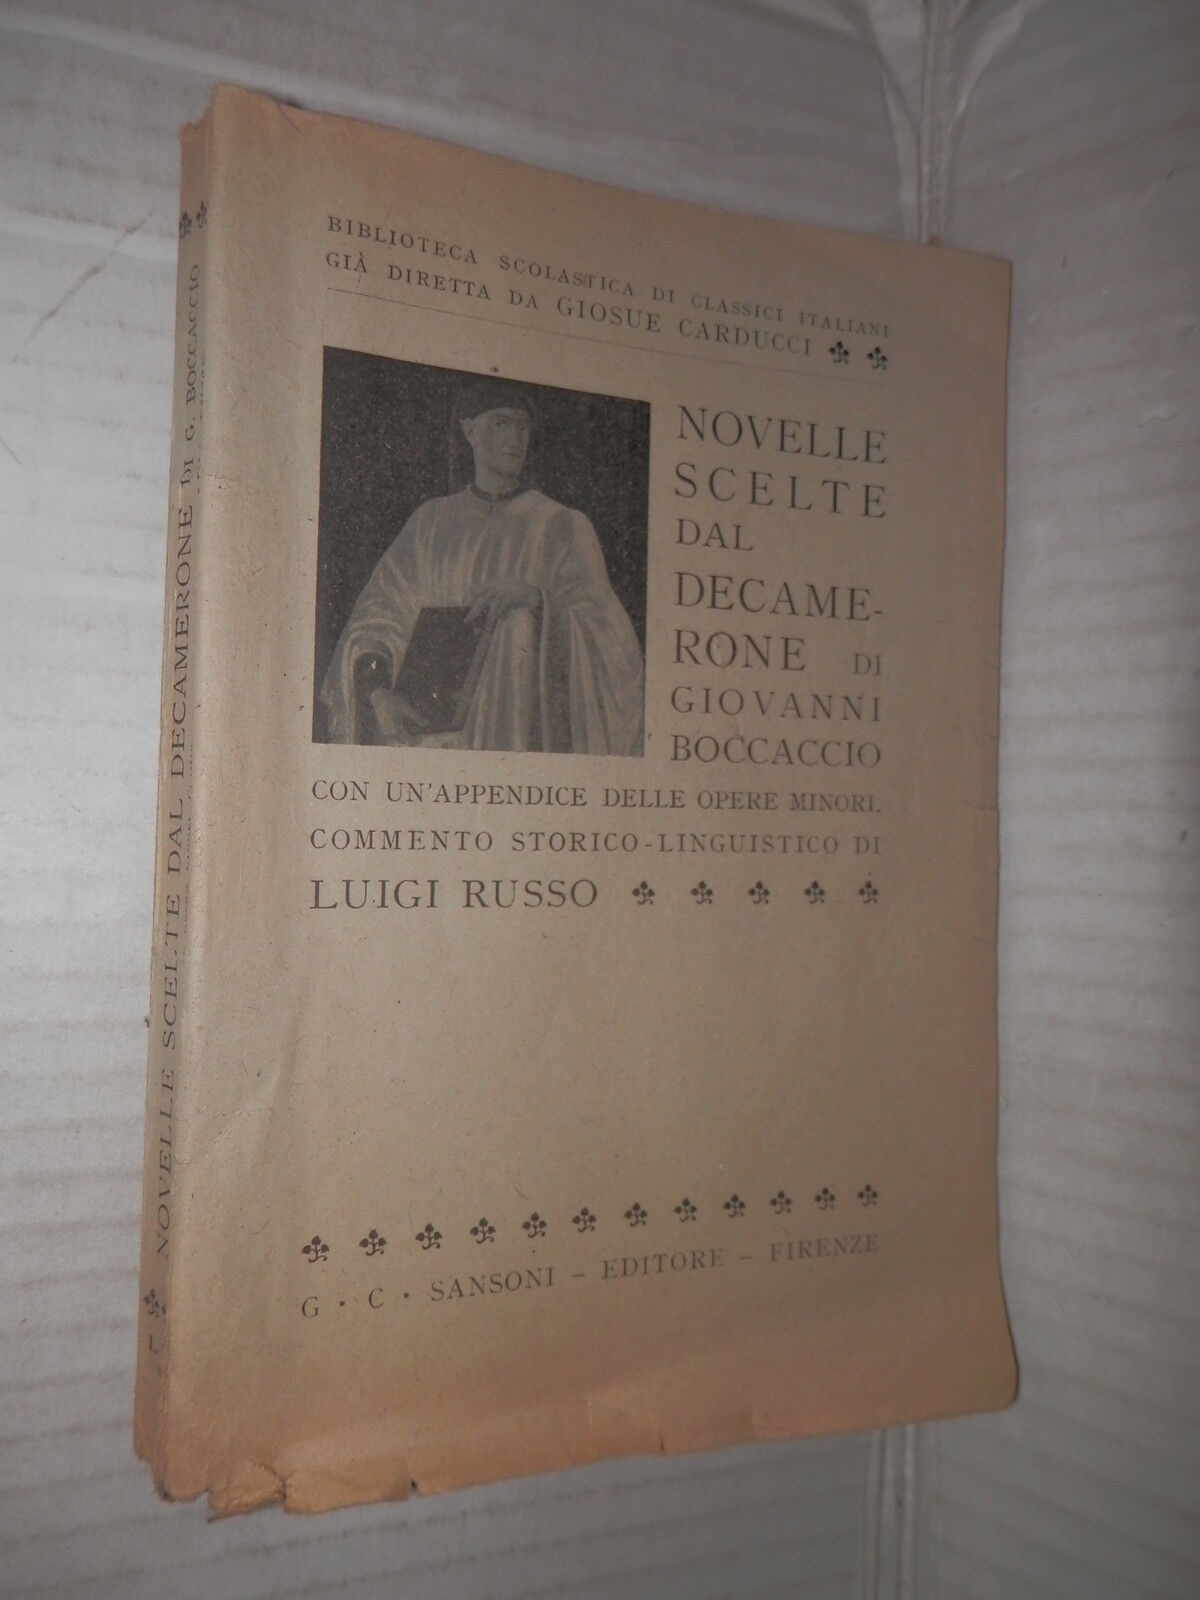 BIBLIOTECA SCOLASTICA DI CLASSICI ITALIANI
GIÀ DIRETTA DA GIOSUE CARDUCCI
NOVELLE
SCELTE
DAL
DECAME-
RONE DI
GIOVANNI
BOCCACCIO
CON UN'APPENDICE DELLE OPERE MINORI.
COMMENTO STORICO-LINGUISTICO DI
LUIGI RUSSO
G · C · SANSONI - EDITORE - FIRENZE
NOVELLE SCELTE DAL DECAMERONE DI G. BOCCACCIO